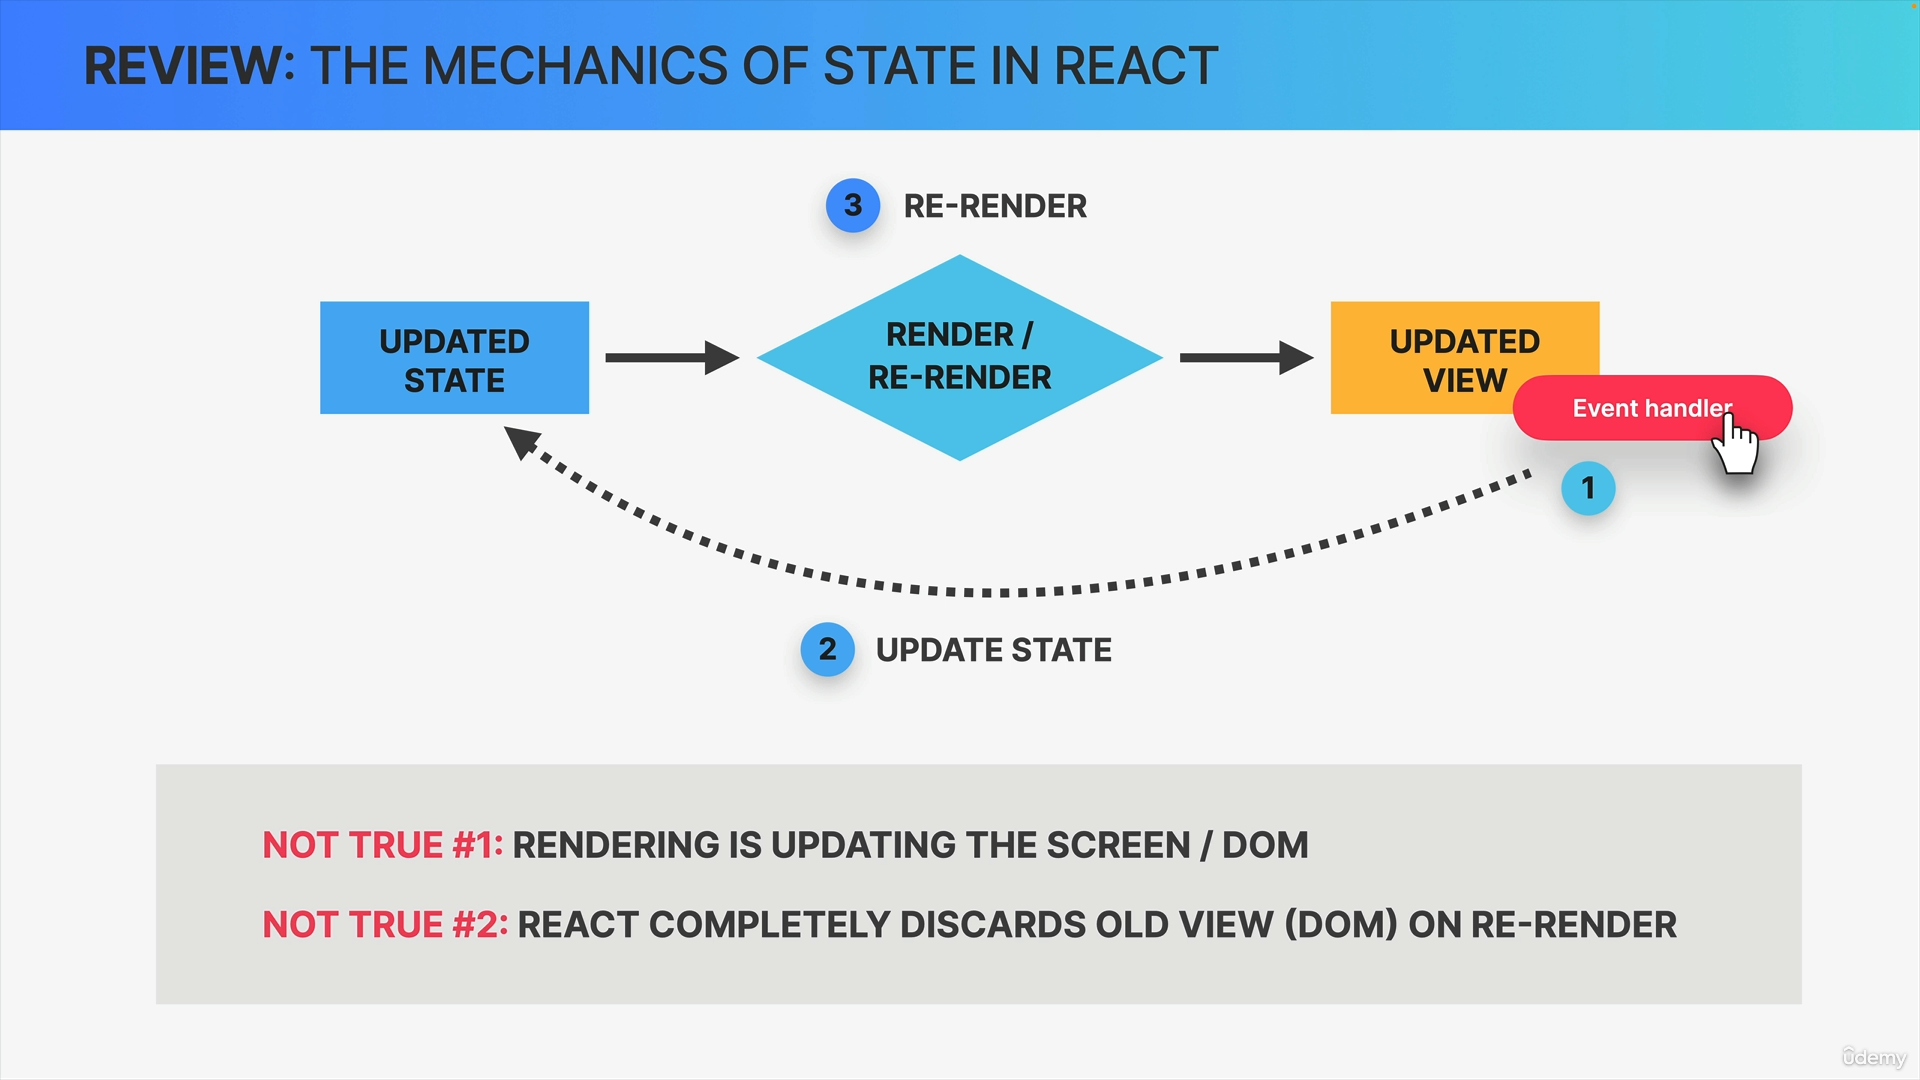 REVIEW: THE MECHANICS OF STATE IN REACT
3 RE-RENDER
UPDATED
STATE
RENDER /
RE-RENDER
UPDATED
VIEW
Event handler
1
2 UPDATE STATE
NOT TRUE #1: RENDERING IS UPDATING THE SCREEN / DOM
NOT TRUE #2: REACT COMPLETELY DISCARDS OLD VIEW (DOM) ON RE-RENDER
ûdemy